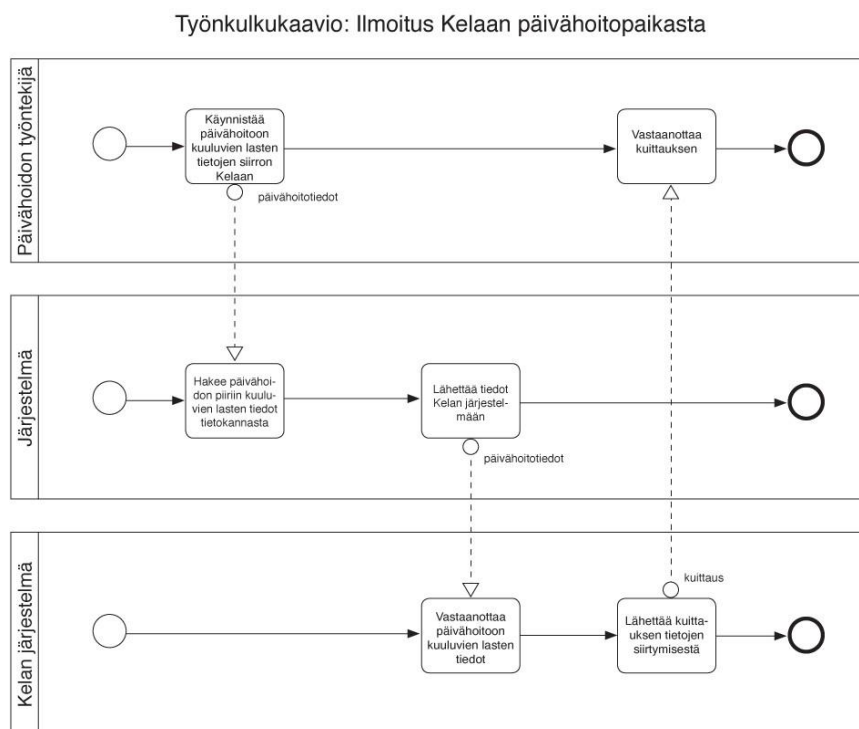 Työnkulkukaavio: Ilmoitus Kelaan päivähoitopaikasta
Päivähoidon työntekijä
Käynnistää
päivähoitoon
kuuluvien lasten
tietojen siirron
Kelaan
Vastaanottaa
kuittauksen
päivähoitotiedot
Järjestelmä
Hakee päivähoi-
don piiriin kuulu-
vien lasten tiedot
tietokannasta
Lähettää tiedot
Kelan järjestel-
mään
päivähoitotiedot
Kelan järjestelmä
kuittaus
Vastaanottaa
päivähoitoon
kuuluvien lasten
tiedot
Lähettää kuitta-
uksen tietojen
siirtymisestä